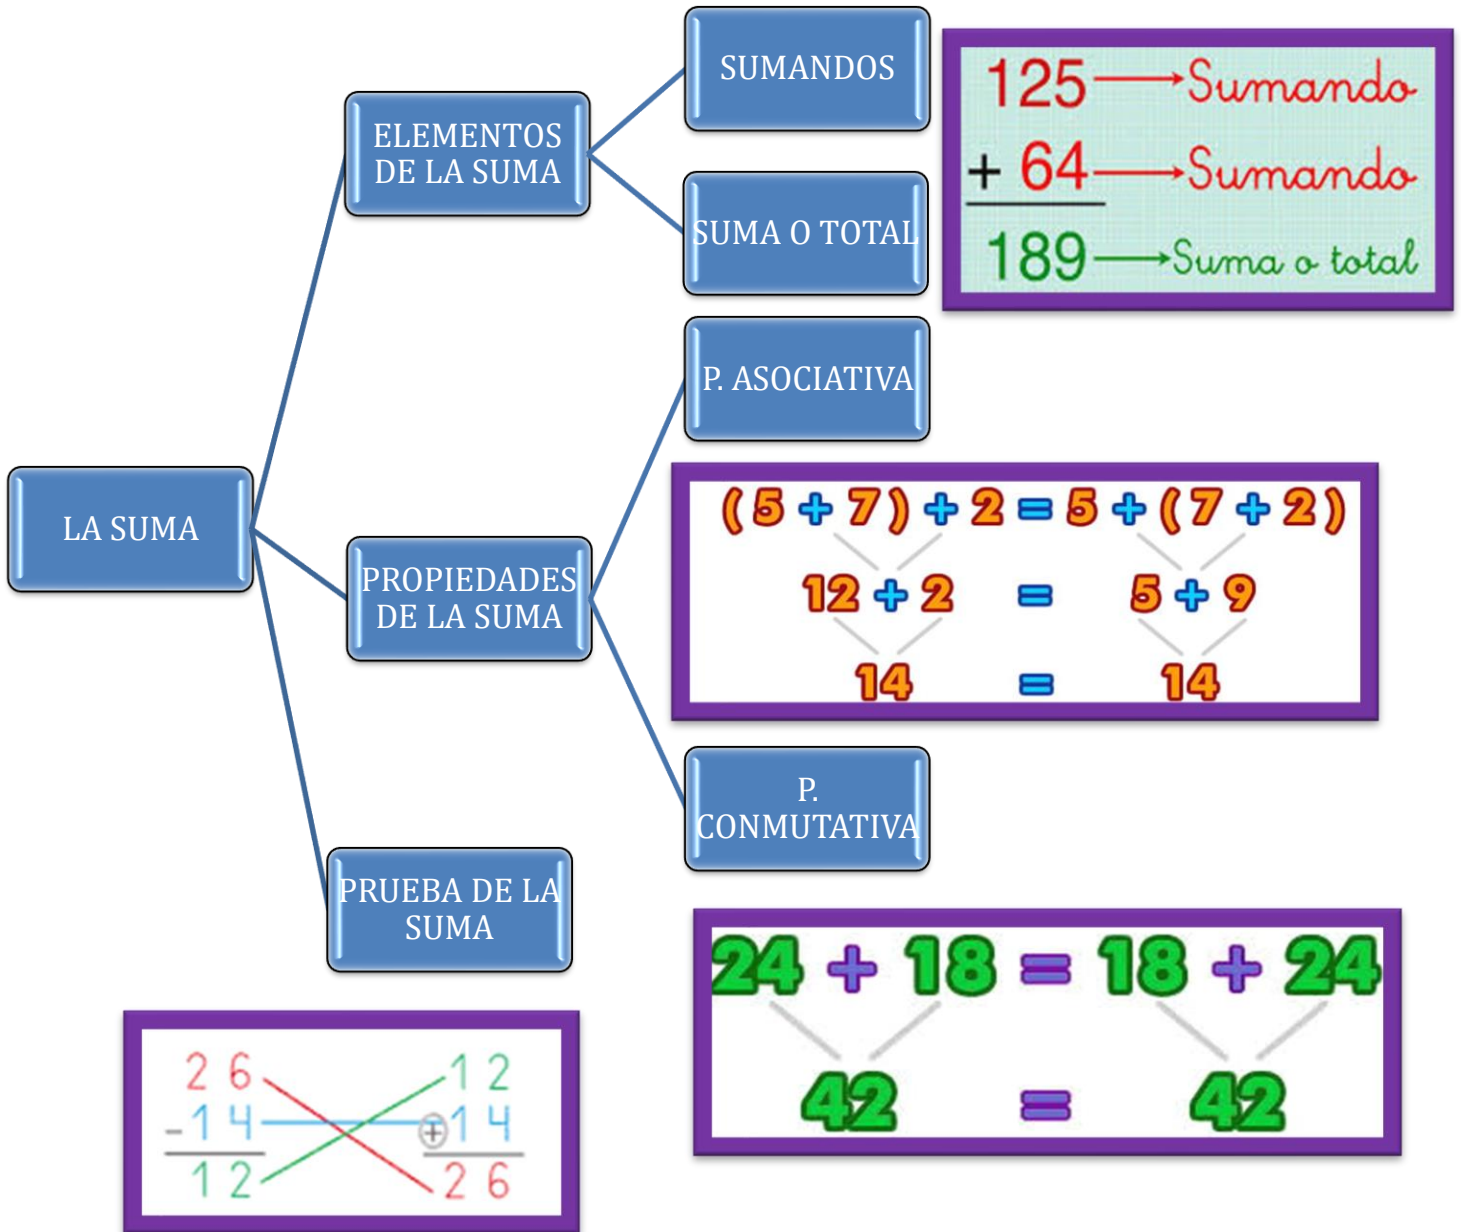 SUMANDOS
125 → Sumando
+ 64 → Sumando
189 → Suma o total
ELEMENTOS
DE LA SUMA
SUMA O TOTAL
P. ASOCIATIVA
LA SUMA
(5 + 7) + 2 = 5 + (7 + 2)
12 + 2 = 5 + 9
14 = 14
PROPIEDADES
DE LA SUMA
P.
CONMUTATIVA
PRUEBA DE LA
SUMA
24 + 18 = 18 + 24
42 = 42
26 12
-14 +14
12 26